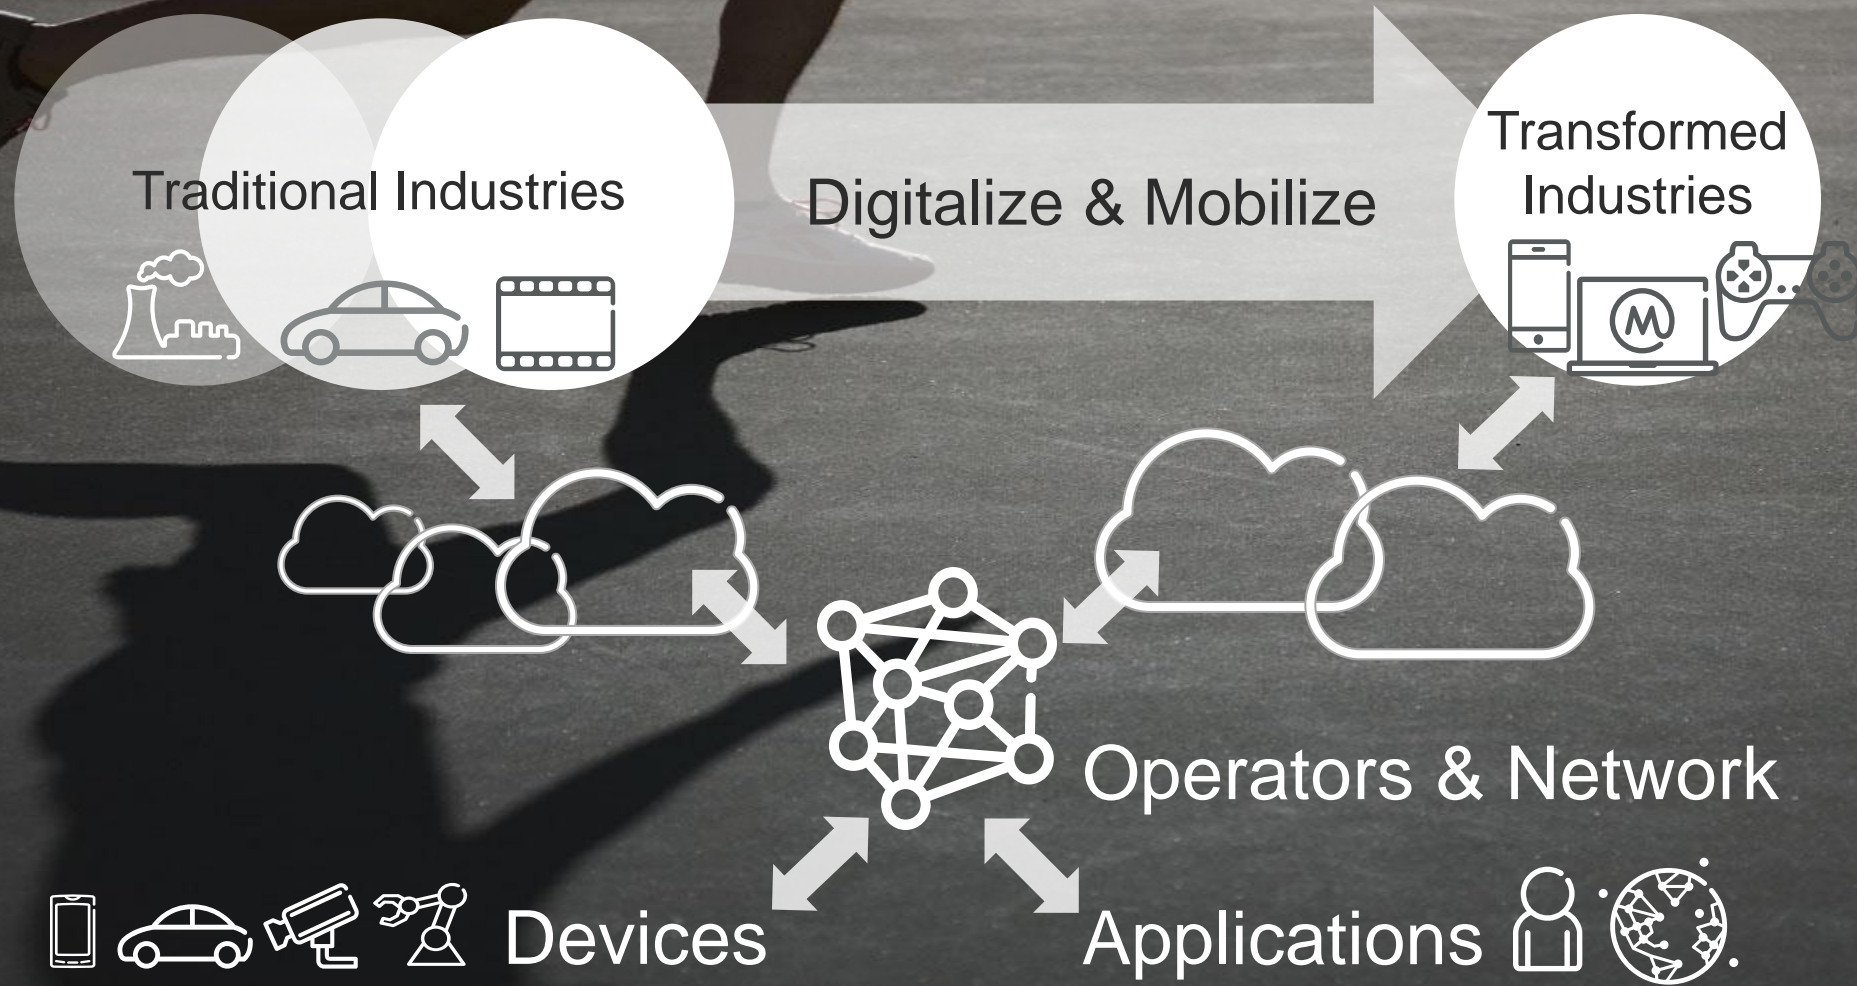 Traditional Industries
Digitalize & Mobilize
Transformed
Industries
M
Operators & Network
Devices
Applications